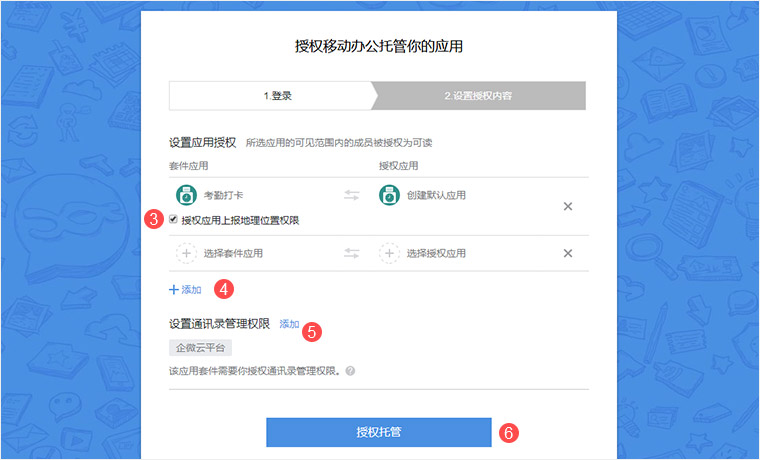 授权移动办公托管你的应用
1.登录 2.设置授权内容
设置应用授权 所选应用的可见范围内的成员被授权为可读
套件应用 授权应用
考勤打卡 创建默认应用
3 授权应用上报地理位置权限
选择套件应用 选择授权应用
+添加 4
设置通讯录管理权限 添加 5
企微云平台
该应用套件需要你授权通讯录管理权限。?
授权托管 6